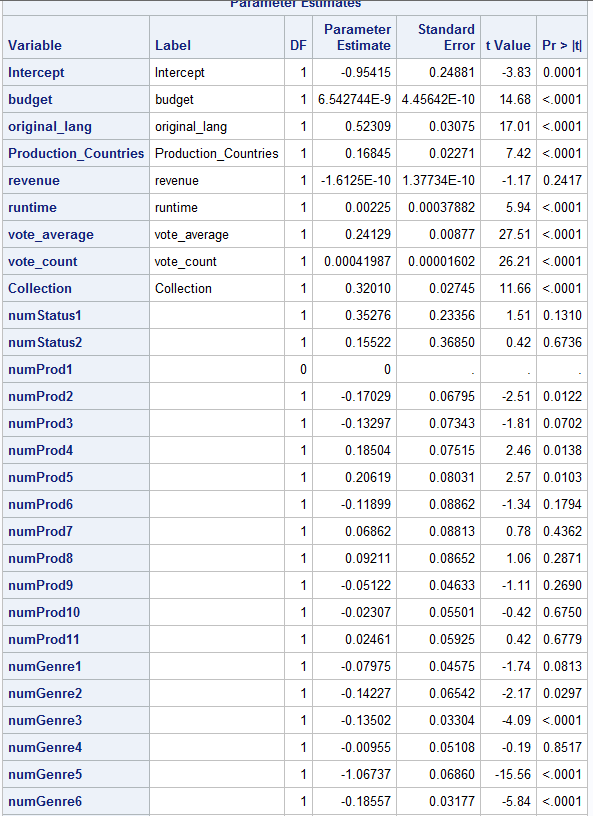 Parameter Estimates
Variable Label DF Parameter Estimate Standard Error t Value Pr > |t|
Intercept Intercept 1 -0.95415 0.24881 -3.83 0.0001
budget budget 1 6.542744E-9 4.45642E-10 14.68 <.0001
original_lang original_lang 1 0.52309 0.03075 17.01 <.0001
Production_Countries Production_Countries 1 0.16845 0.02271 7.42 <.0001
revenue revenue 1 -1.6125E-10 1.37734E-10 -1.17 0.2417
runtime runtime 1 0.00225 0.00037882 5.94 <.0001
vote_average vote_average 1 0.24129 0.00877 27.51 <.0001
vote_count vote_count 1 0.00041987 0.00001602 26.21 <.0001
Collection Collection 1 0.32010 0.02745 11.66 <.0001
numStatus1 1 0.35276 0.23356 1.51 0.1310
numStatus2 1 0.15522 0.36850 0.42 0.6736
numProd1 0 0 . . .
numProd2 1 -0.17029 0.06795 -2.51 0.0122
numProd3 1 -0.13297 0.07343 -1.81 0.0702
numProd4 1 0.18504 0.07515 2.46 0.0138
numProd5 1 0.20619 0.08031 2.57 0.0103
numProd6 1 -0.11899 0.08862 -1.34 0.1794
numProd7 1 0.06862 0.08813 0.78 0.4362
numProd8 1 0.09211 0.08652 1.06 0.2871
numProd9 1 -0.05122 0.04633 -1.11 0.2690
numProd10 1 -0.02307 0.05501 -0.42 0.6750
numProd11 1 0.02461 0.05925 0.42 0.6779
numGenre1 1 -0.07975 0.04575 -1.74 0.0813
numGenre2 1 -0.14227 0.06542 -2.17 0.0297
numGenre3 1 -0.13502 0.03304 -4.09 <.0001
numGenre4 1 -0.00955 0.05108 -0.19 0.8517
numGenre5 1 -1.06737 0.06860 -15.56 <.0001
numGenre6 1 -0.18557 0.03177 -5.84 <.0001